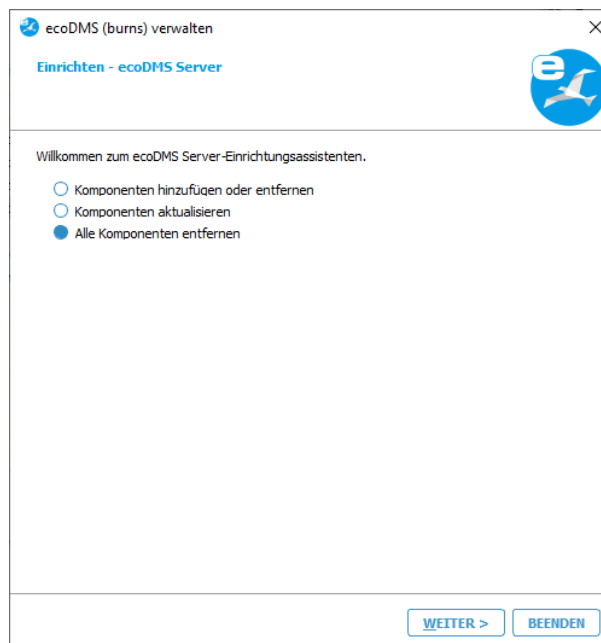 ecoDMS (burns) verwalten
Einrichten - ecoDMS Server
e
Willkommen zum ecoDMS Server-Einrichtungsassistenten.
Komponenten hinzufügen oder entfernen
Komponenten aktualisieren
Alle Komponenten entfernen
WEITER > BEENDEN